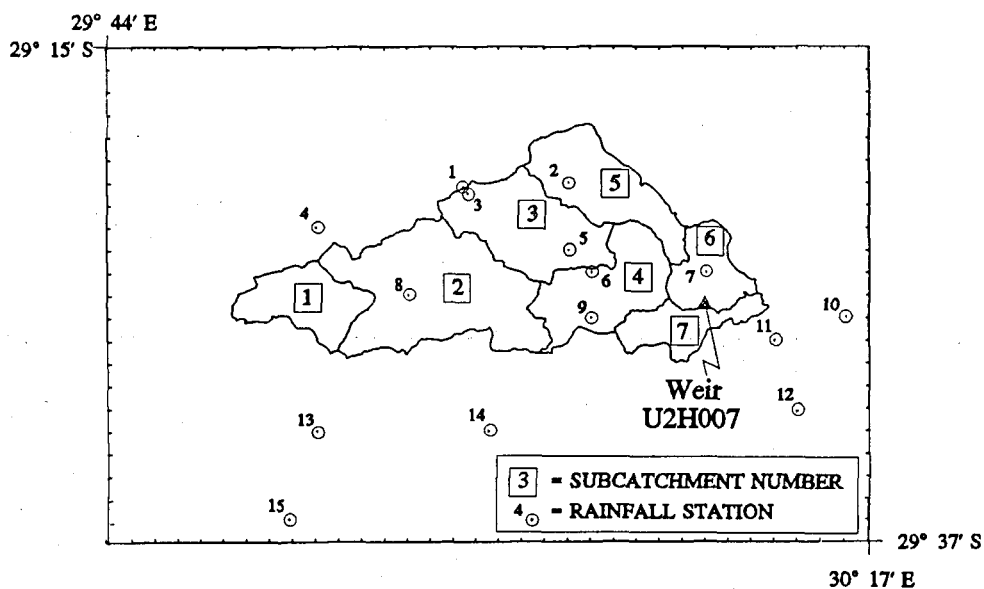 29° 44′ E
29° 15′ S
1
3
2
5
3
4
5
6
4
7
6
8
2
1
9
7
10
11
12
Weir
U2H007
13
14
15
3 = SUBCATCHMENT NUMBER
4 = RAINFALL STATION
29° 37′ S
30° 17′ E